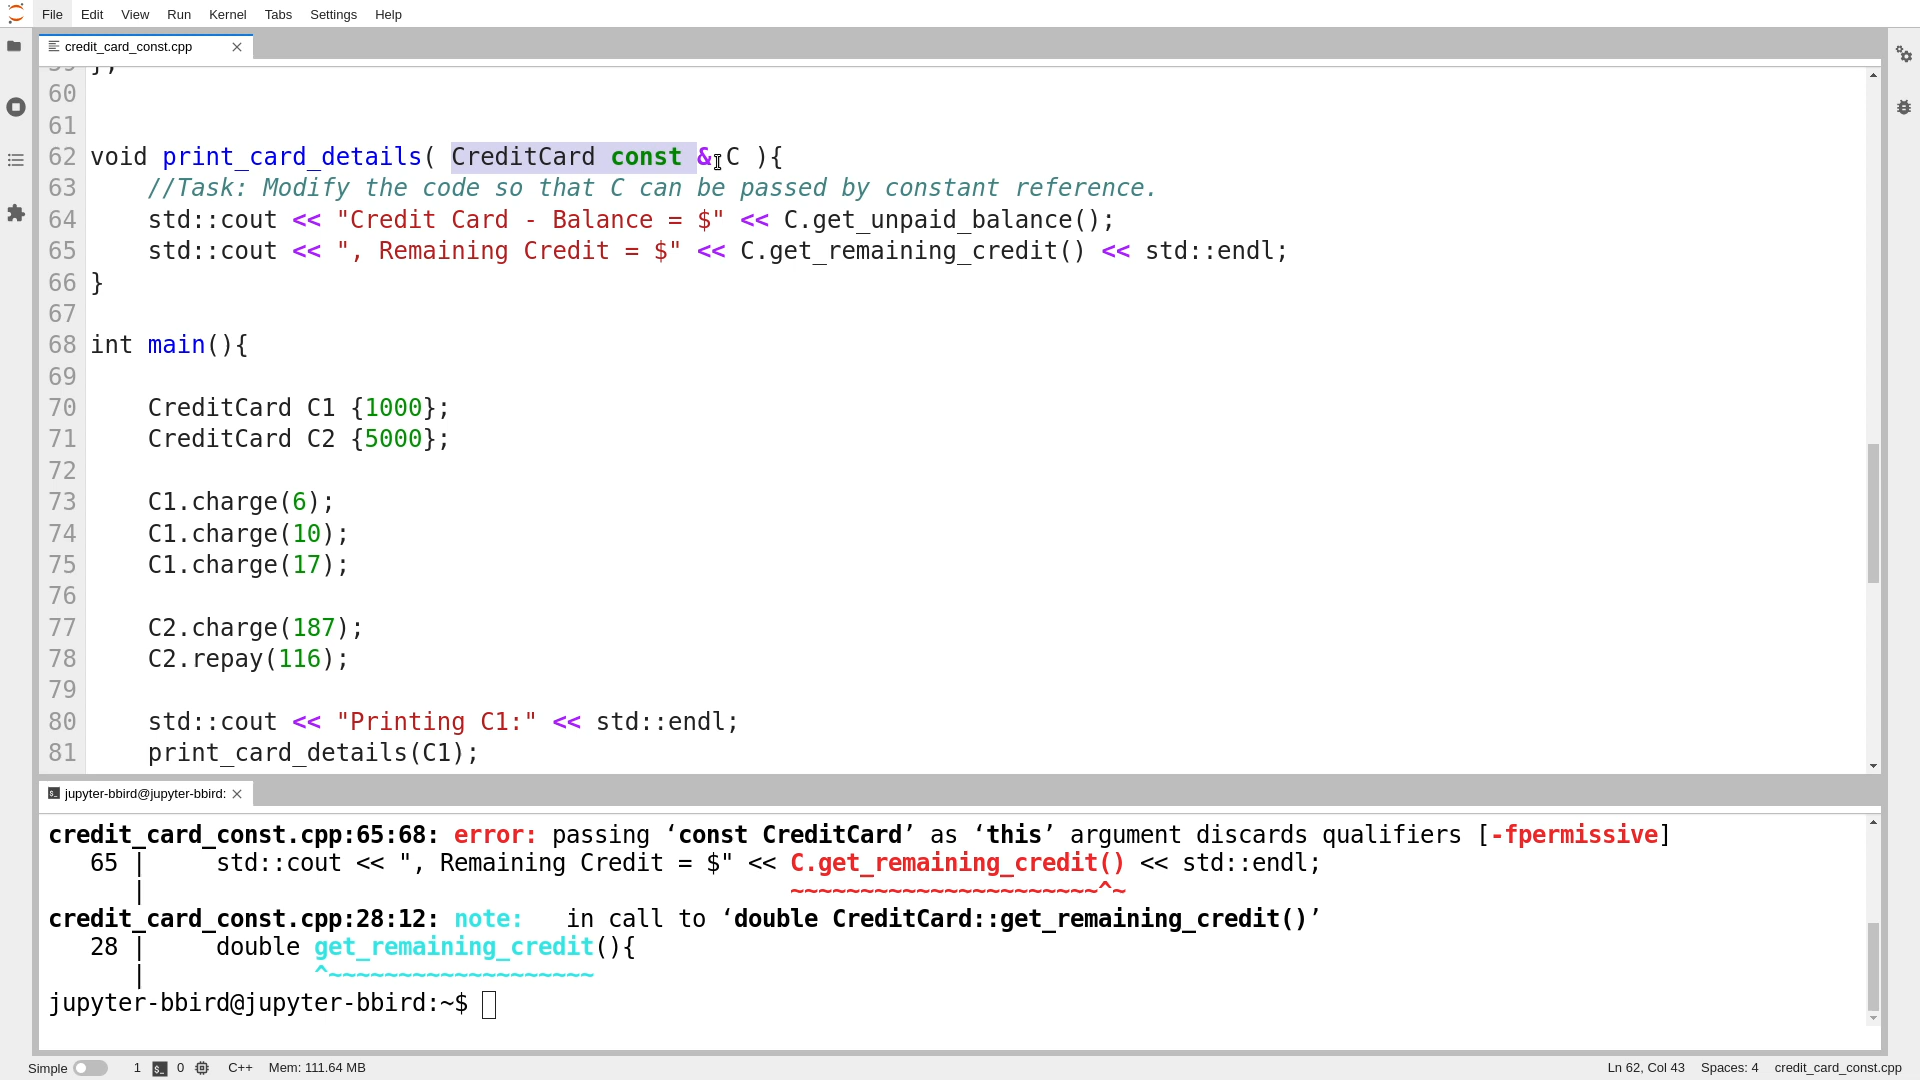 File Edit View Run Kernel Tabs Settings Help
credit_card_const.cpp
59 };
60
61
62 void print_card_details( CreditCard const & C ){
63 //Task: Modify the code so that C can be passed by constant reference.
64 std::cout << "Credit Card - Balance = $" << C.get_unpaid_balance();
65 std::cout << ", Remaining Credit = $" << C.get_remaining_credit() << std::endl;
66 }
67
68 int main(){
69
70 CreditCard C1 {1000};
71 CreditCard C2 {5000};
72
73 C1.charge(6);
74 C1.charge(10);
75 C1.charge(17);
76
77 C2.charge(187);
78 C2.repay(116);
79
80 std::cout << "Printing C1:" << std::endl;
81 print_card_details(C1);
jupyter-bbird@jupyter-bbird:
credit_card_const.cpp:65:68: error: passing ‘const CreditCard’ as ‘this’ argument discards qualifiers [-fpermissive]
65 | std::cout << ", Remaining Credit = $" << C.get_remaining_credit() << std::endl;
| ~~~~~~~~~~~~~~~~~~~~~~^~
credit_card_const.cpp:28:12: note: in call to ‘double CreditCard::get_remaining_credit()’
28 | double get_remaining_credit(){
| ^~~~~~~~~~~~~~~~~~~~
jupyter-bbird@jupyter-bbird:~$
Simple 1 $_ 0 C++ Mem: 111.64 MB Ln 62, Col 43 Spaces: 4 credit_card_const.cpp